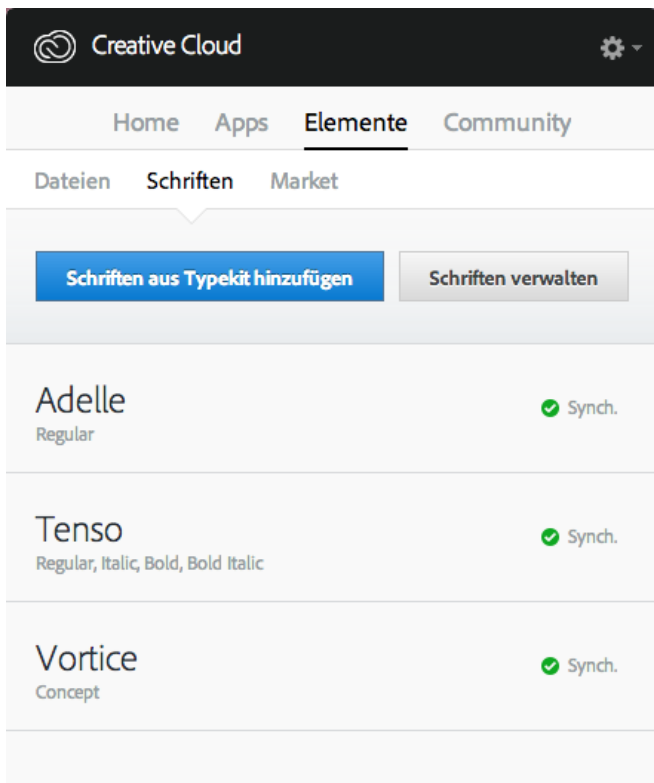 Creative Cloud
Home Apps Elemente Community
Dateien Schriften Market
Schriften aus Typekit hinzufügen Schriften verwalten
Adelle
Synch.
Regular
Tenso
Synch.
Regular, Italic, Bold, Bold Italic
Vortice
Synch.
Concept